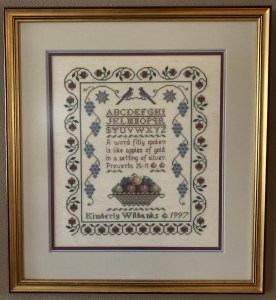 ABCDEFGHI
JKLMNOPQR
STUVWXYZ
A word fitly spoken
is like apples of gold
in a setting of silver.
Proverbs 25:11
Kimberly Wilbanks © 1997